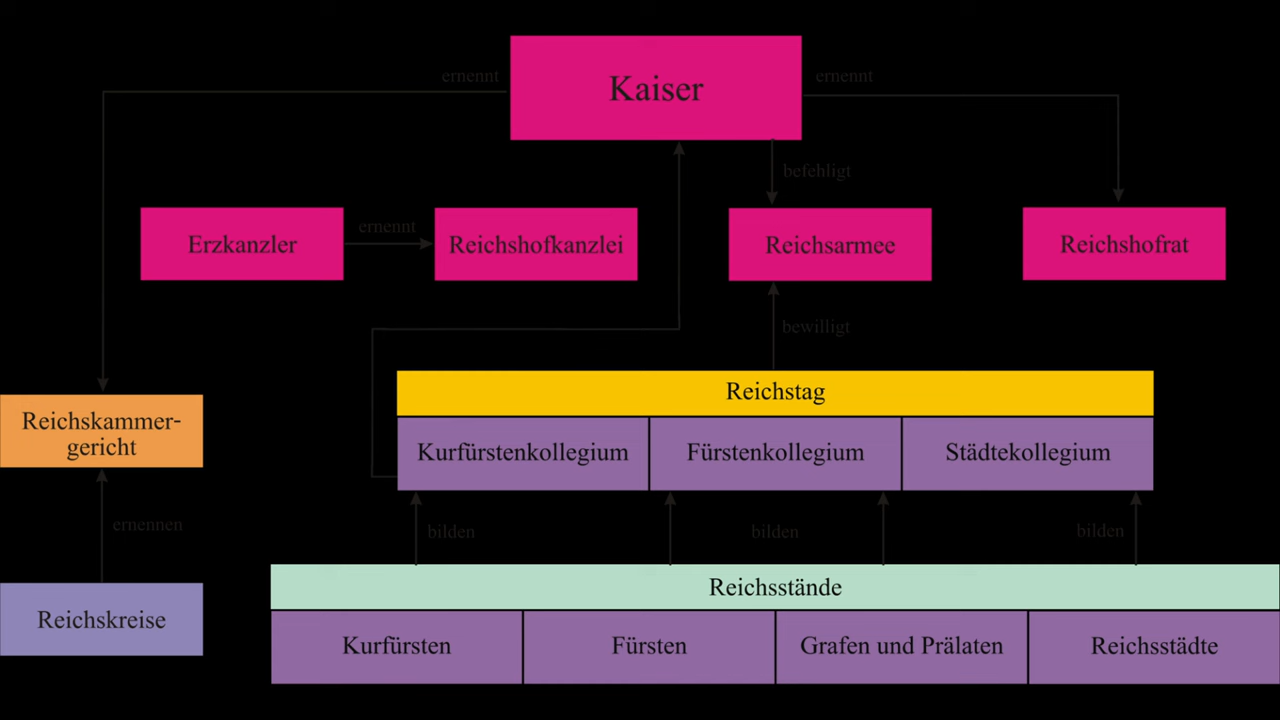 ernennt
Kaiser
ernennt
befehligt
Erzkanzler
ernennt
Reichshofkanzlei
Reichsarmee
Reichshofrat
bewilligt
Reichstag
Reichskammer-
gericht
Kurfürstenkollegium
Fürstenkollegium
Städtekollegium
ernennen
bilden
bilden
bilden
Reichsstände
Reichskreise
Kurfürsten
Fürsten
Grafen und Prälaten
Reichsstädte